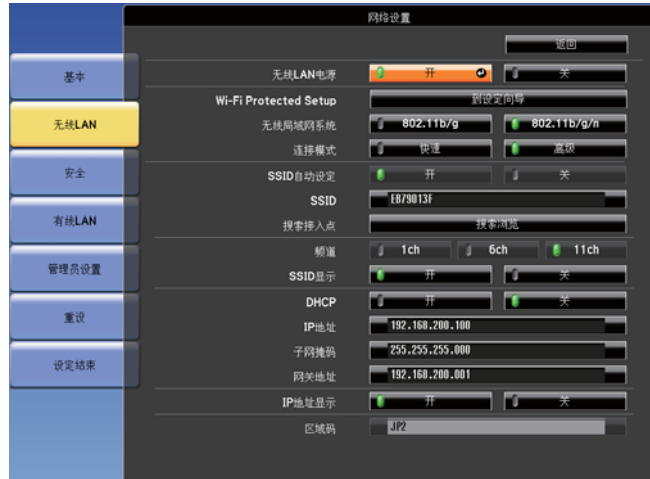 网络设置
返回
基本
无线LAN
安全
有线LAN
管理员设置
重设
设定结束
无线LAN电源 开 关
Wi-Fi Protected Setup 到设定向导
无线局域网系统 802.11b/g 802.11b/g/n
连接模式 快速 高级
SSID自动设定 开 关
SSID EB79013F
搜索接入点 搜索浏览
频道 1ch 6ch 11ch
SSID显示 开 关
DHCP 开 关
IP地址 192.168.200.100
子网掩码 255.255.255.000
网关地址 192.168.200.001
IP地址显示 开 关
区域码 JP2